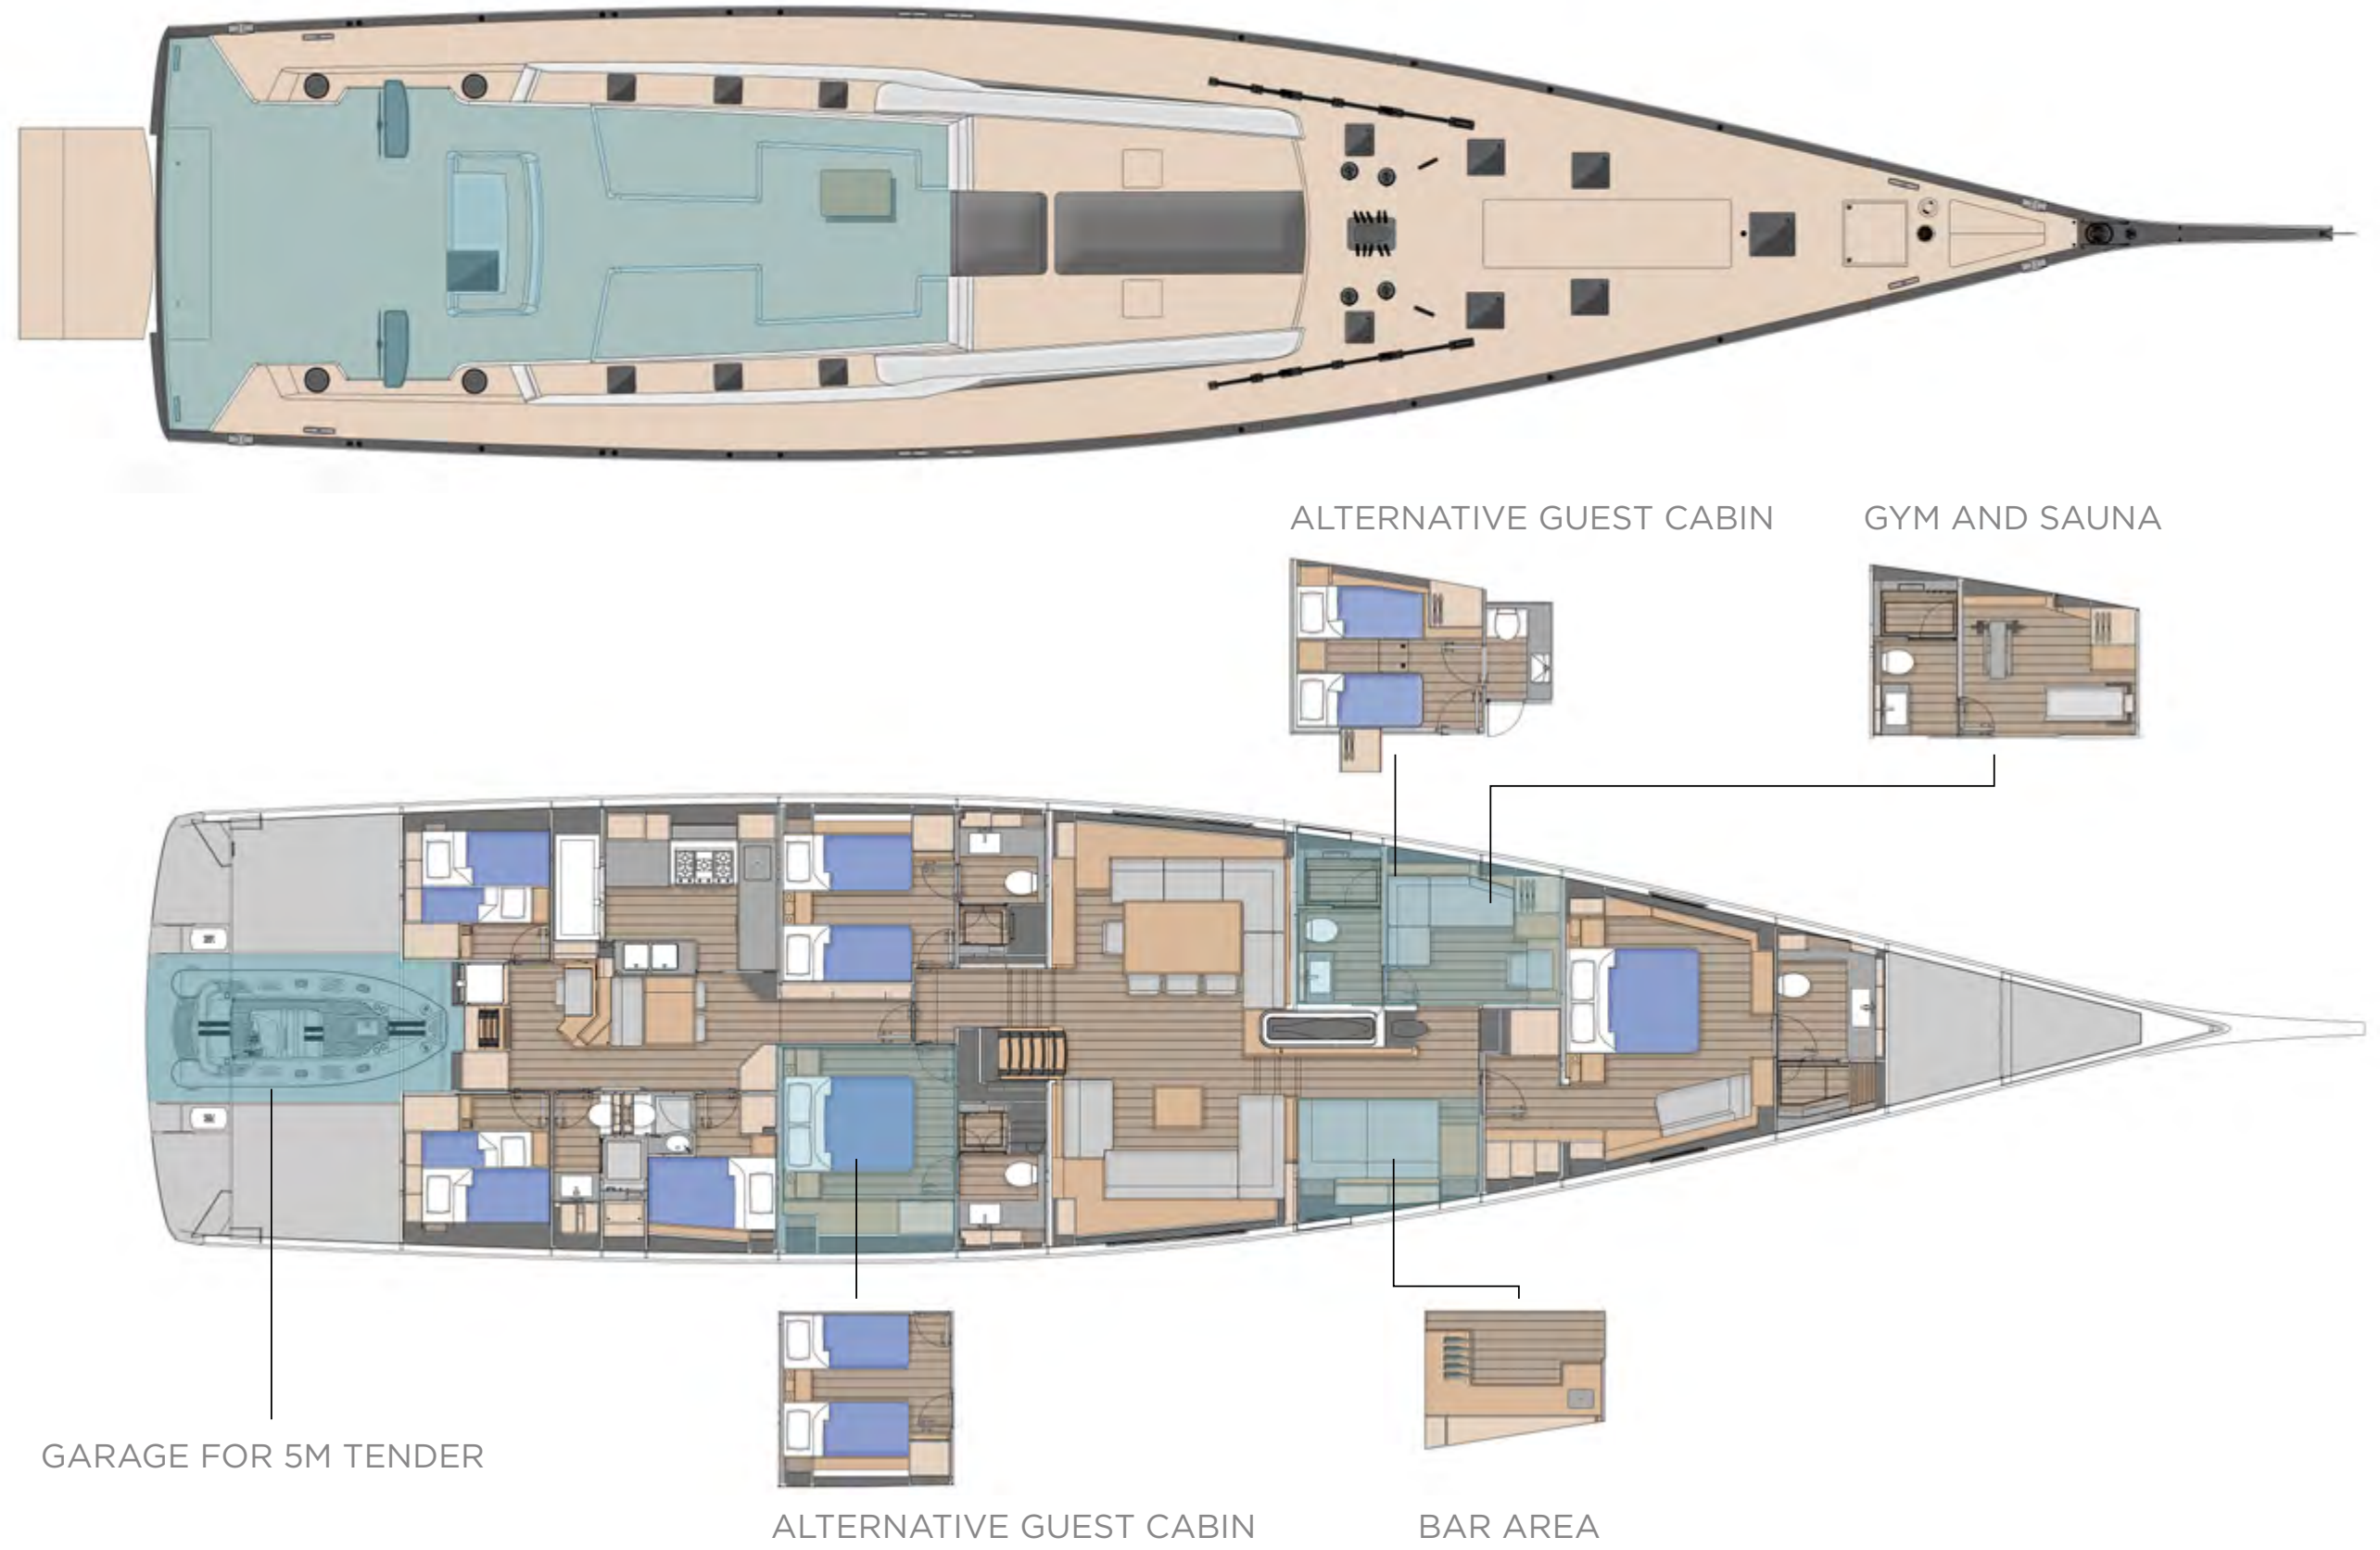 ALTERNATIVE GUEST CABIN
GYM AND SAUNA
GARAGE FOR 5M TENDER
ALTERNATIVE GUEST CABIN
BAR AREA